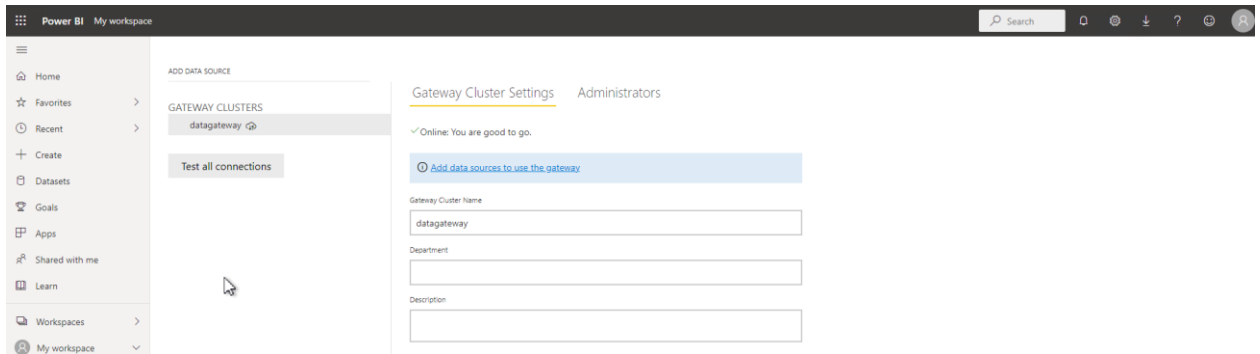 Power BI My workspace
Search
Home
Favorites
Recent
Create
Datasets
Goals
Apps
Shared with me
Learn
Workspaces
My workspace
ADD DATA SOURCE
GATEWAY CLUSTERS
datagateway
Test all connections
Gateway Cluster Settings Administrators
Online: You are good to go.
Add data sources to use the gateway
Gateway Cluster Name
datagateway
Department
Description